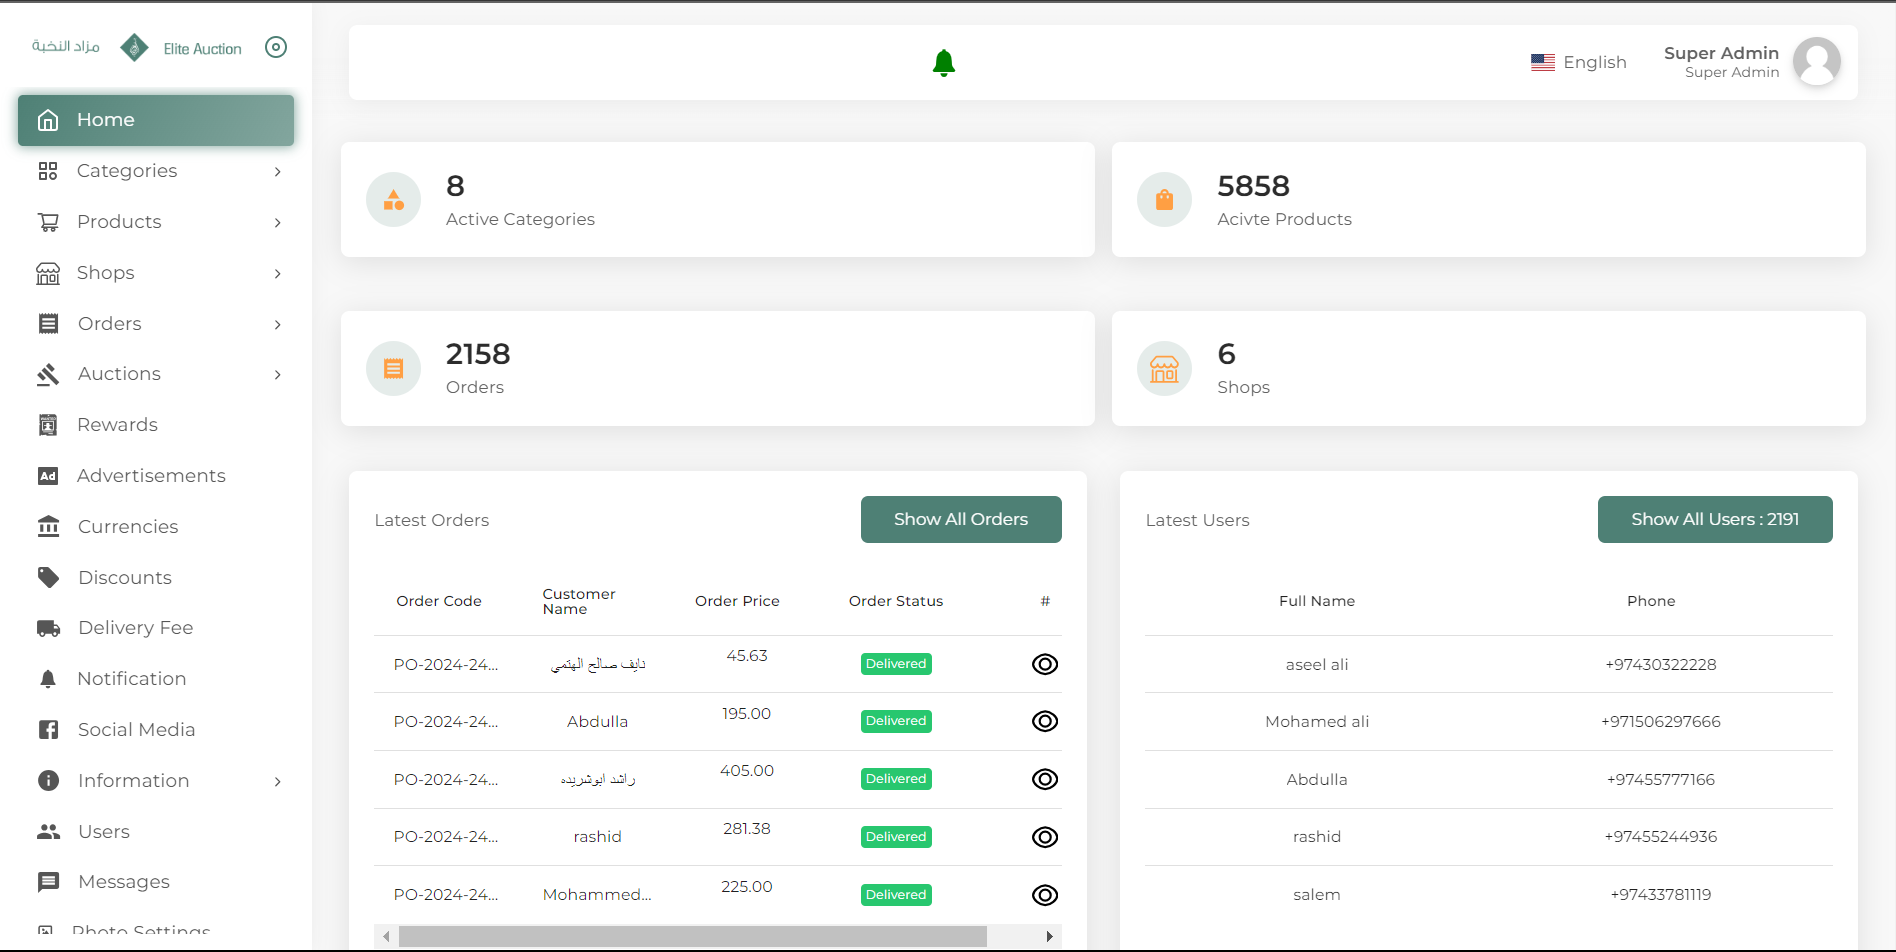 مزاد النخبة
Elite Auction
Home
Categories
Products
Shops
Orders
Auctions
Rewards
Advertisements
Currencies
Discounts
Delivery Fee
Notification
Social Media
Information
Users
Messages
Photo Settings
English
Super Admin
Super Admin
8
Active Categories
5858
Acivte Products
2158
Orders
6
Shops
Latest Orders
Show All Orders
Order Code Customer Name Order Price Order Status #
PO-2024-24... نايف صالح الهتمي 45.63 Delivered
PO-2024-24... Abdulla 195.00 Delivered
PO-2024-24... راشد ابوشريده 405.00 Delivered
PO-2024-24... rashid 281.38 Delivered
PO-2024-24... Mohammed... 225.00 Delivered
Latest Users
Show All Users : 2191
Full Name Phone
aseel ali +97430322228
Mohamed ali +971506297666
Abdulla +97455777166
rashid +97455244936
salem +97433781119